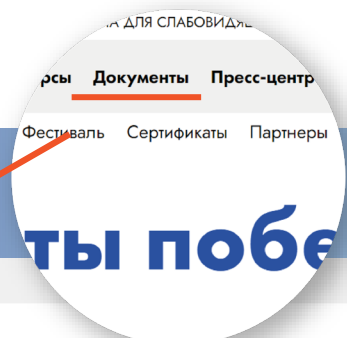 ДЛЯ СЛАБОВИДЯ
рсы Документы Пресс-центр
Фестиваль Сертификаты Партнеры
ты побе